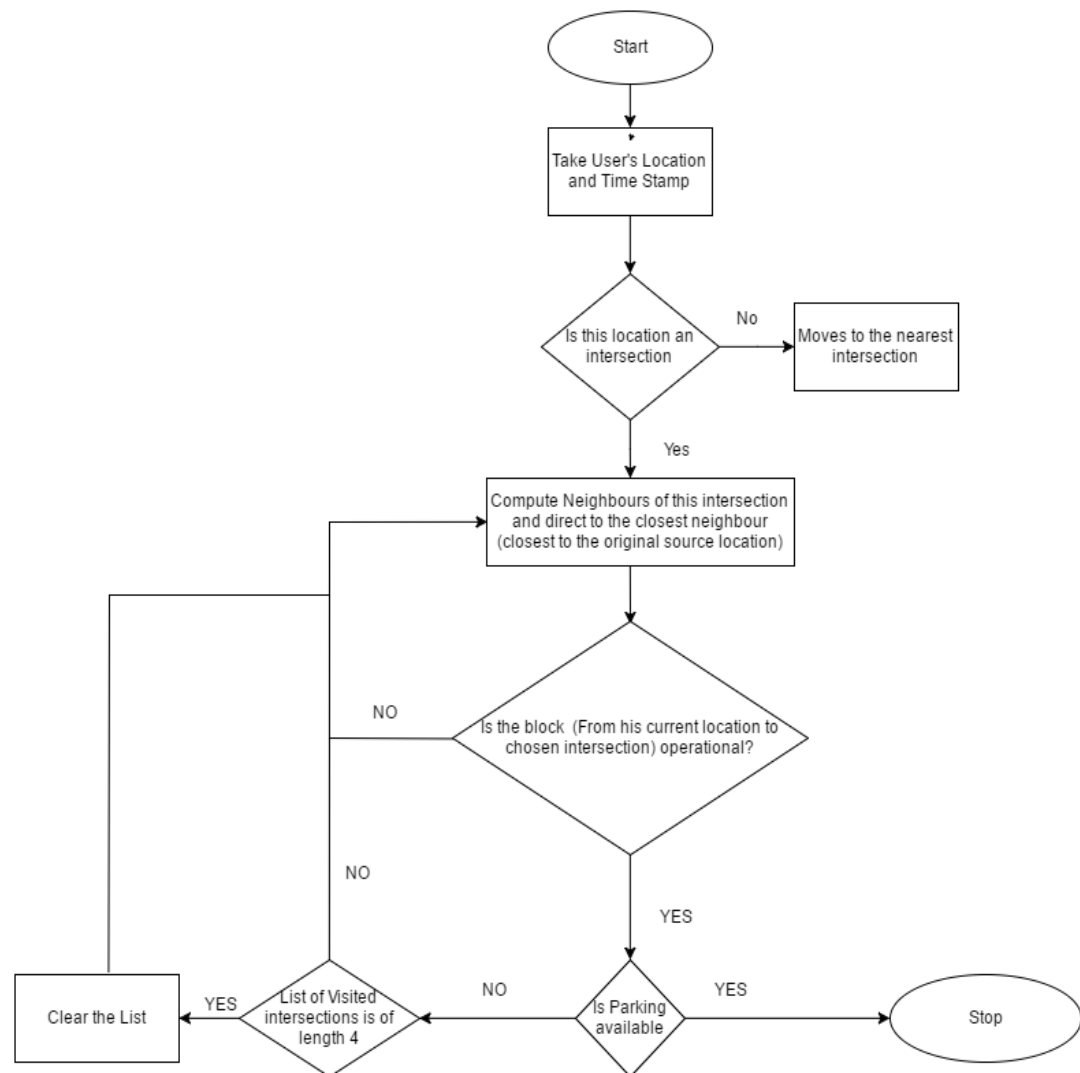 Start
Take User's Location
and Time Stamp
Is this location an
intersection
No
Moves to the nearest
intersection
Yes
Compute Neighbours of this intersection
and direct to the closest neighbour
(closest to the original source location)
NO
Is the block (From his current location to
chosen intersection) operational?
NO
YES
Clear the List
YES
List of Visited
intersections is of
length 4
NO
Is Parking
available
YES
Stop